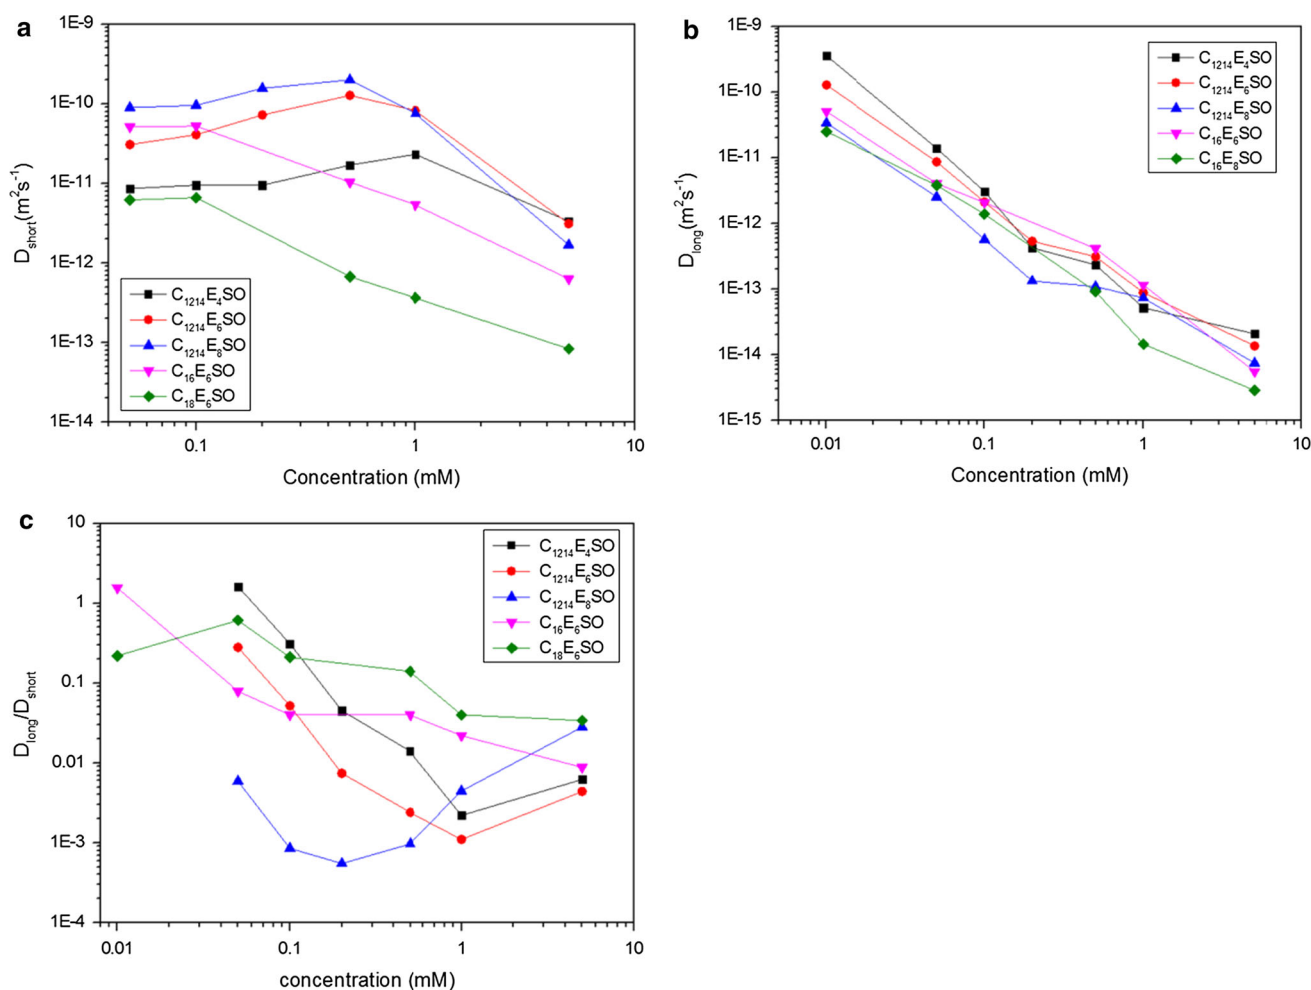 a
1E-9
1E-10
1E-11
1E-12
1E-13
1E-14
D_short(m²s⁻¹)
C₁₂₁₄E₄SO
C₁₂₁₄E₆SO
C₁₂₁₄E₈SO
C₁₆E₆SO
C₁₈E₆SO
0.1 1 10
Concentration (mM)
b
1E-9
1E-10
1E-11
1E-12
1E-13
1E-14
1E-15
D_long(m²s⁻¹)
C₁₂₁₄E₄SO
C₁₂₁₄E₆SO
C₁₂₁₄E₈SO
C₁₆E₆SO
C₁₆E₈SO
0.01 0.1 1 10
Concentration (mM)
c
10
1
0.1
0.01
1E-3
1E-4
D_long/D_short
C₁₂₁₄E₄SO
C₁₂₁₄E₆SO
C₁₂₁₄E₈SO
C₁₆E₆SO
C₁₈E₆SO
0.01 0.1 1 10
concentration (mM)